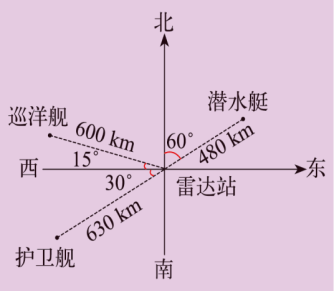 北
巡洋舰
潜水艇
600 km
60°
480 km
西
15°
东
30°
雷达站
630 km
护卫舰
南